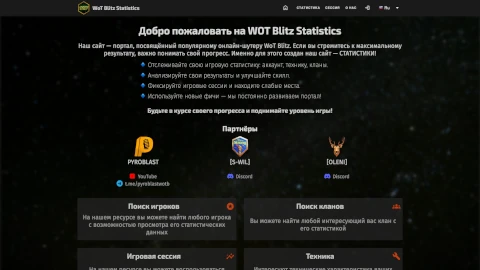 WoT Blitz Statistics
СТАТИСТИКА СЕССИЯ О НАС Ru
Добро пожаловать на WOT Blitz Statistics
Наш сайт — портал, посвящённый популярному онлайн-шутеру WoT Blitz. Если вы стремитесь к максимальному
результату, важно понимать свой прогресс. Именно для этого создан наш сайт — СТАТИСТИКИ!
Отслеживайте свою игровую статистику: аккаунт, технику, кланы.
Анализируйте свои результаты и улучшайте скилл.
Фиксируйте игровые сессии и находите слабые места.
Используйте новые фичи — мы постоянно развиваем портал!
Будьте в курсе своего прогресса и поднимайте уровень игры!
Партнёры
PYROBLAST
[S-WIL]
[OLENI]
YouTube
Discord
Discord
Поиск игроков
На нашем ресурсе вы можете найти любого игрока
с возможностью просмотра его статистических
данных
Поиск кланов
Вы можете найти любой интересующий вас клан с
его статистикой
Игровая сессия
Техника